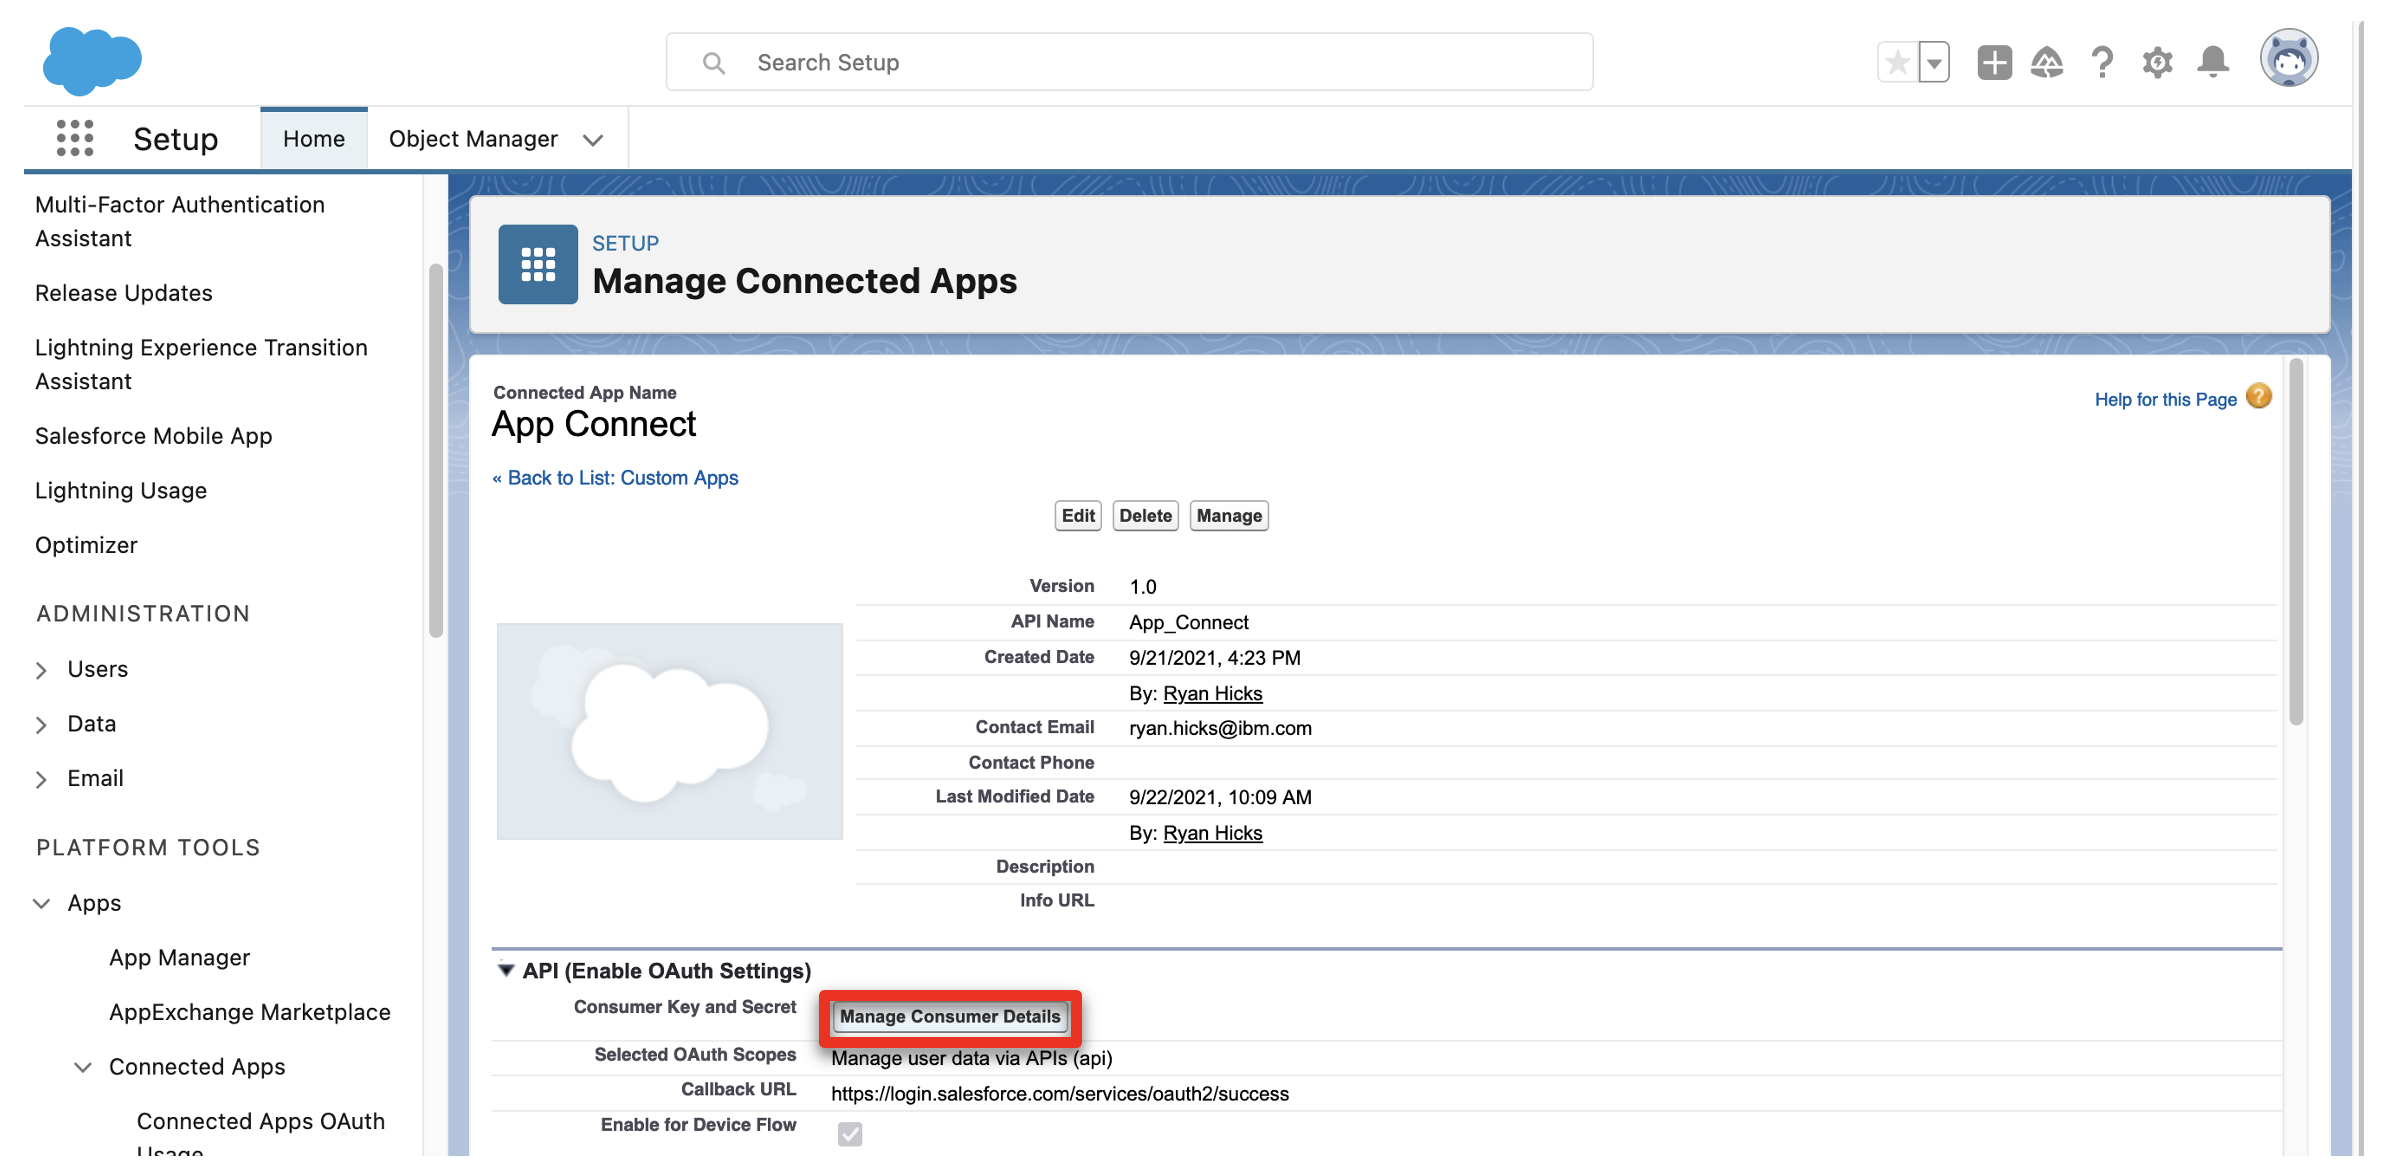 Search Setup
Setup
Home
Object Manager
Multi-Factor Authentication
Assistant
Release Updates
Lightning Experience Transition
Assistant
Salesforce Mobile App
Lightning Usage
Optimizer
ADMINISTRATION
Users
Data
Email
PLATFORM TOOLS
Apps
App Manager
AppExchange Marketplace
Connected Apps
Connected Apps OAuth
Usage
SETUP
Manage Connected Apps
Connected App Name
App Connect
Help for this Page ?
« Back to List: Custom Apps
Edit Delete Manage
Version 1.0
API Name App_Connect
Created Date 9/21/2021, 4:23 PM
By: Ryan Hicks
Contact Email ryan.hicks@ibm.com
Contact Phone
Last Modified Date 9/22/2021, 10:09 AM
By: Ryan Hicks
Description
Info URL
API (Enable OAuth Settings)
Consumer Key and Secret Manage Consumer Details
Selected OAuth Scopes Manage user data via APIs (api)
Callback URL https://login.salesforce.com/services/oauth2/success
Enable for Device Flow